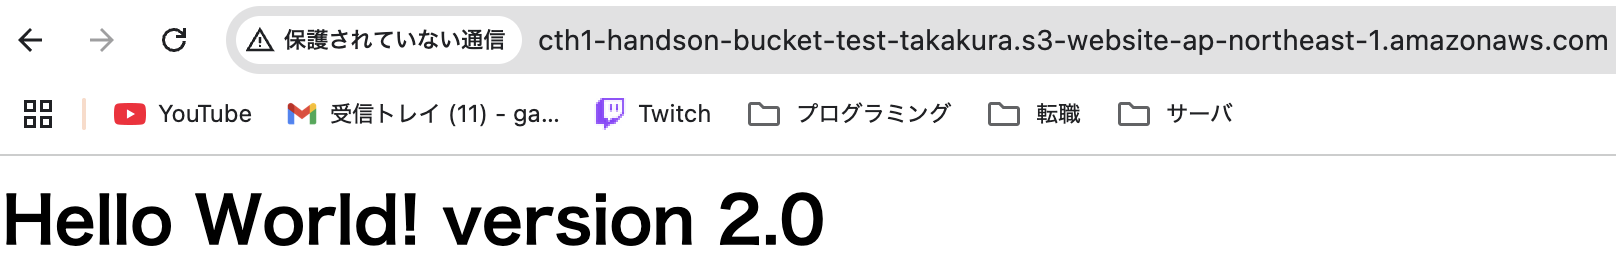 保護されていない通信 cth1-handson-bucket-test-takakura.s3-website-ap-northeast-1.amazonaws.com
YouTube 受信トレイ (11) - ga... Twitch プログラミング 転職 サーバ
Hello World! version 2.0